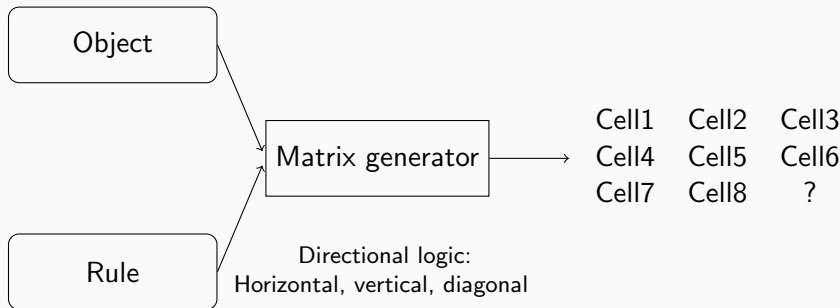 Object
Matrix generator
Cell1 Cell2 Cell3
Cell4 Cell5 Cell6
Cell7 Cell8 ?
Rule
Directional logic:
Horizontal, vertical, diagonal